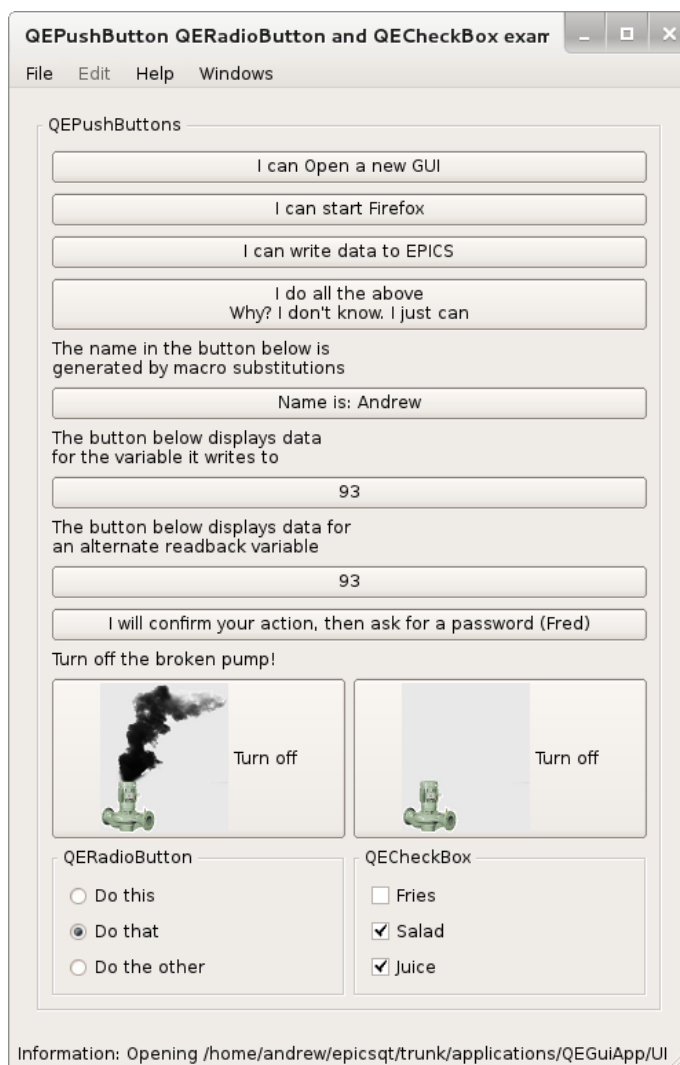 QEPushButton QERadioButton and QECheckBox exam
File Edit Help Windows
QEPushButtons
I can Open a new GUI
I can start Firefox
I can write data to EPICS
I do all the above
Why? I don't know. I just can
The name in the button below is
generated by macro substitutions
Name is: Andrew
The button below displays data
for the variable it writes to
93
The button below displays data for
an alternate readback variable
93
I will confirm your action, then ask for a password (Fred)
Turn off the broken pump!
Turn off
Turn off
QERadioButton
Do this
Do that
Do the other
QECheckBox
Fries
Salad
Juice
Information: Opening /home/andrew/epicsqt/trunk/applications/QEGuiApp/UI